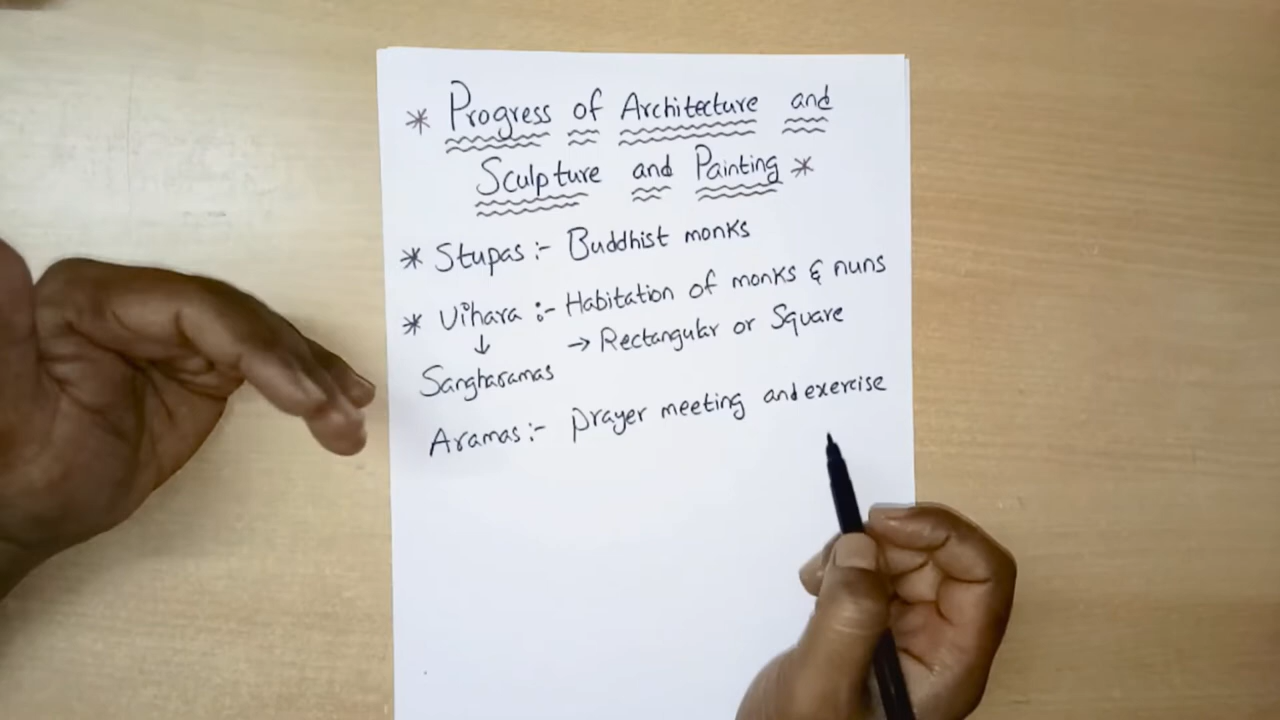 * Progress of Architecture and
Sculpture and Painting *
* Stupas :- Buddhist monks
* Vihara :- Habitation of monks & nuns
↓ → Rectangular or Square
Sangharamas
Aramas :- prayer meeting and exercise